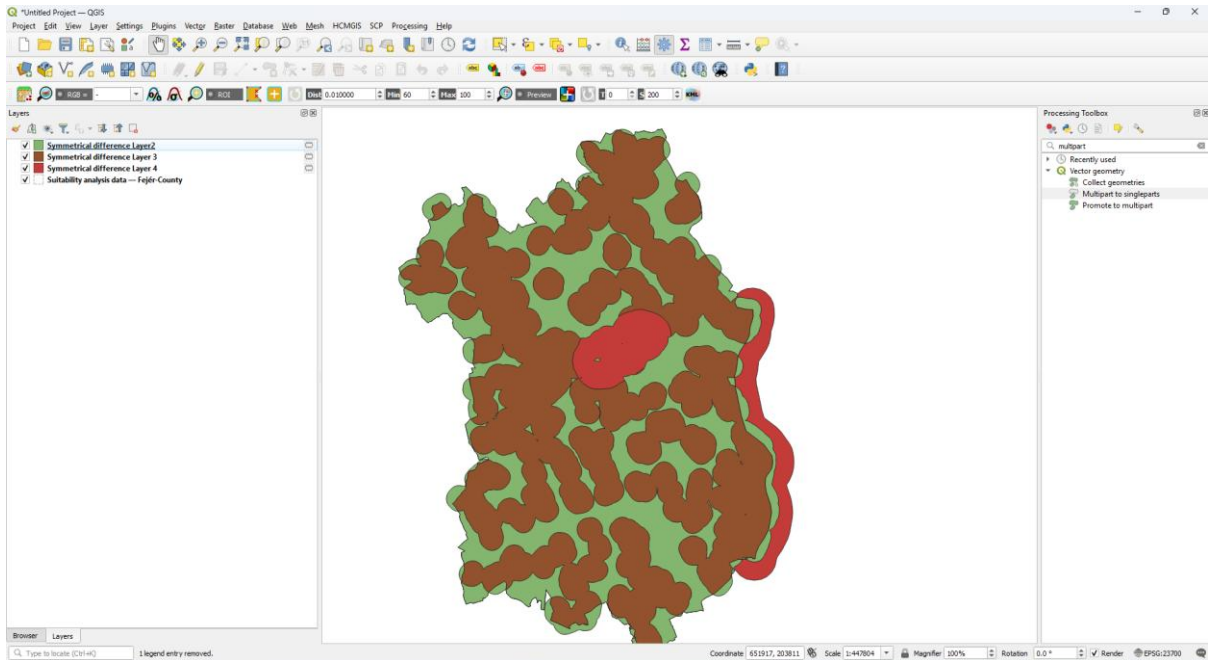 *Untitled Project — QGIS
Project Edit View Layer Settings Plugins Vector Raster Database Web Mesh HCMGIS SCP Processing Help
RGB = - ROI Dist 0.010000 Min 60 Max 100 Preview T 0 S 200 KML
Layers
Symmetrical difference Layer2
Symmetrical difference Layer 3
Symmetrical difference Layer 4
Suitability analysis data — Fejér-County
Processing Toolbox
multipart
Recently used
Vector geometry
Collect geometries
Multipart to singleparts
Promote to multipart
Browser Layers
Type to locate (Ctrl+K) 1 legend entry removed. Coordinate 651917, 203811 Scale 1:447804 Magnifier 100% Rotation 0.0 ° Render EPSG:23700